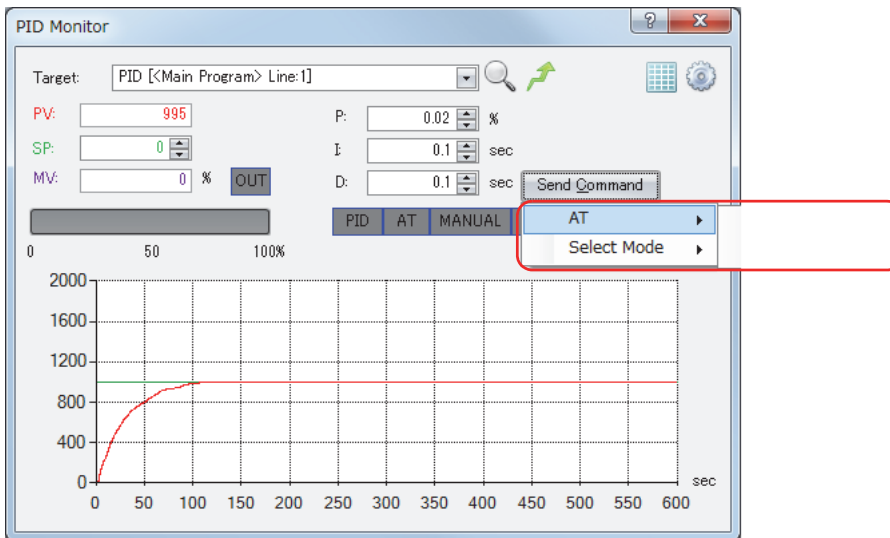 PID Monitor
Target: PID [<Main Program> Line:1]
PV: 995 P: 0.02 %
SP: 0 I: 0.1 sec
MV: 0 % OUT D: 0.1 sec Send Command
PID AT MANUAL AT
0 50 100% Select Mode
2000
1600
1200
800
400
0 sec
0 50 100 150 200 250 300 350 400 450 500 550 600